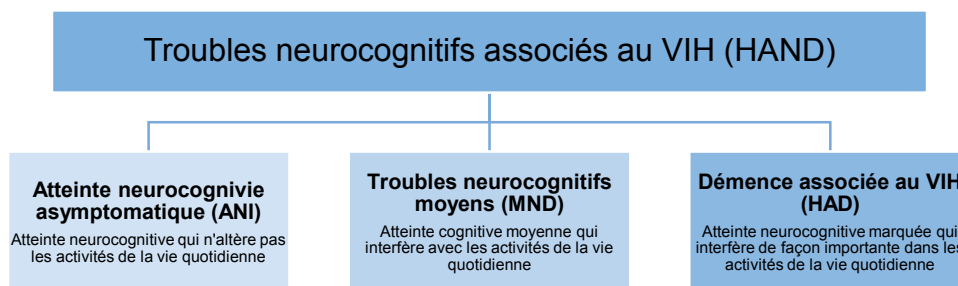 Troubles neurocognitifs associés au VIH (HAND)
Atteinte neurocognivie
asymptomatique (ANI)
Atteinte neurocognitive qui n'altère pas
les activités de la vie quotidienne
Troubles neurocognitifs
moyens (MND)
Atteinte cognitive moyenne qui
interfère avec les activités de la vie
quotidienne
Démence associée au VIH
(HAD)
Atteinte neurocognitive marquée qui
interfère de façon importante dans les
activités de la vie quotidienne